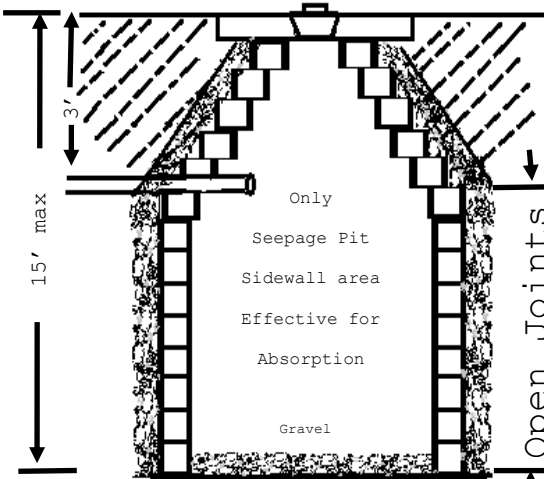 3'
15' max
Only
Seepage Pit
Sidewall area
Effective for
Absorption
Gravel
Open Joints